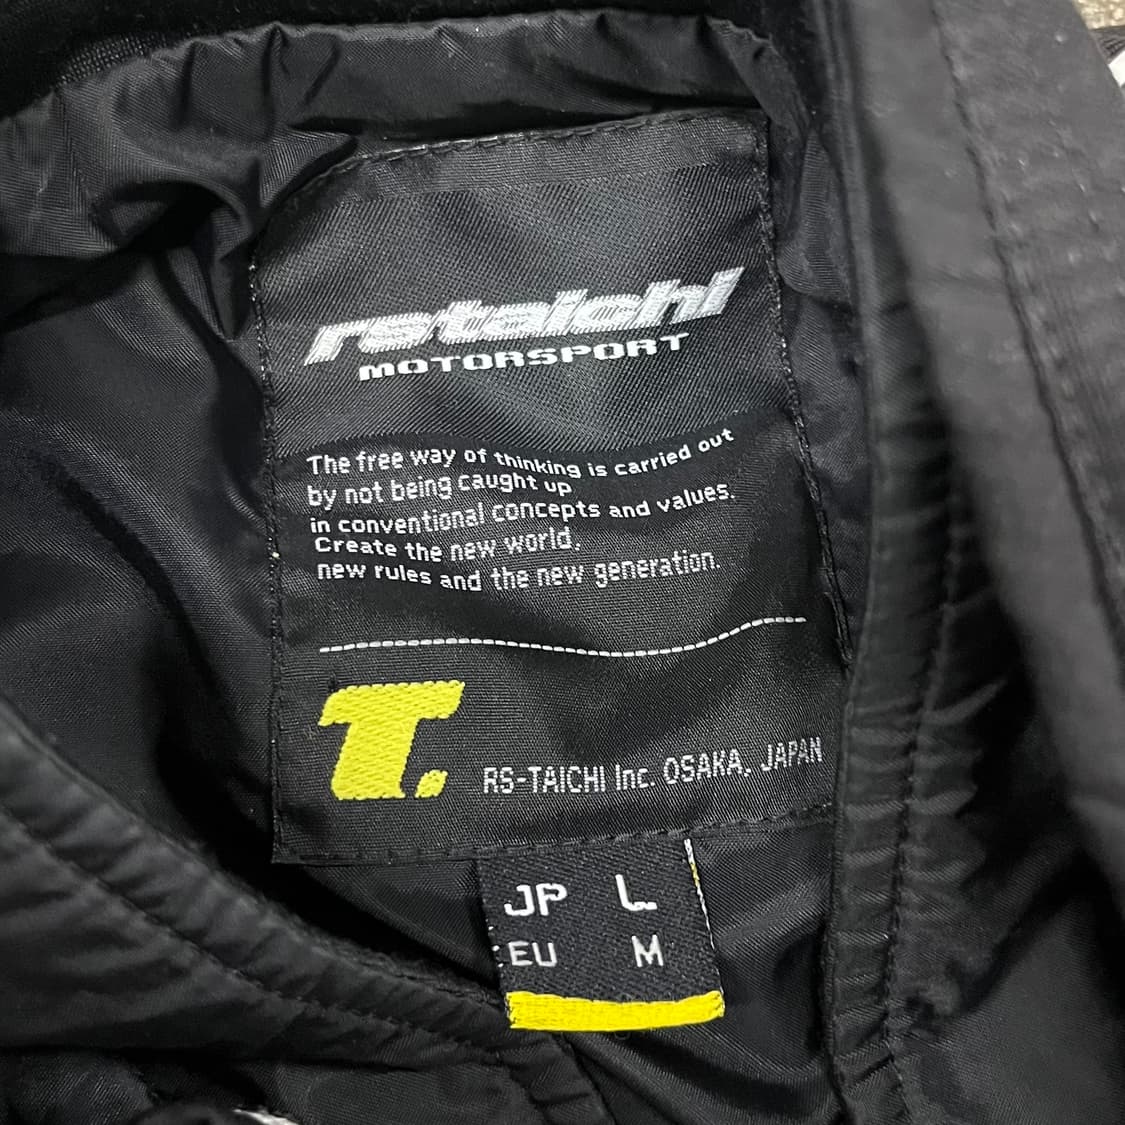 rstaichi
MOTORSPORT
The free way of thinking is carried out
by not being caught up
in conventional concepts and values.
Create the new world,
new rules and the new generation.
T.
RS-TAICHI Inc. OSAKA, JAPAN
JP L
EU M